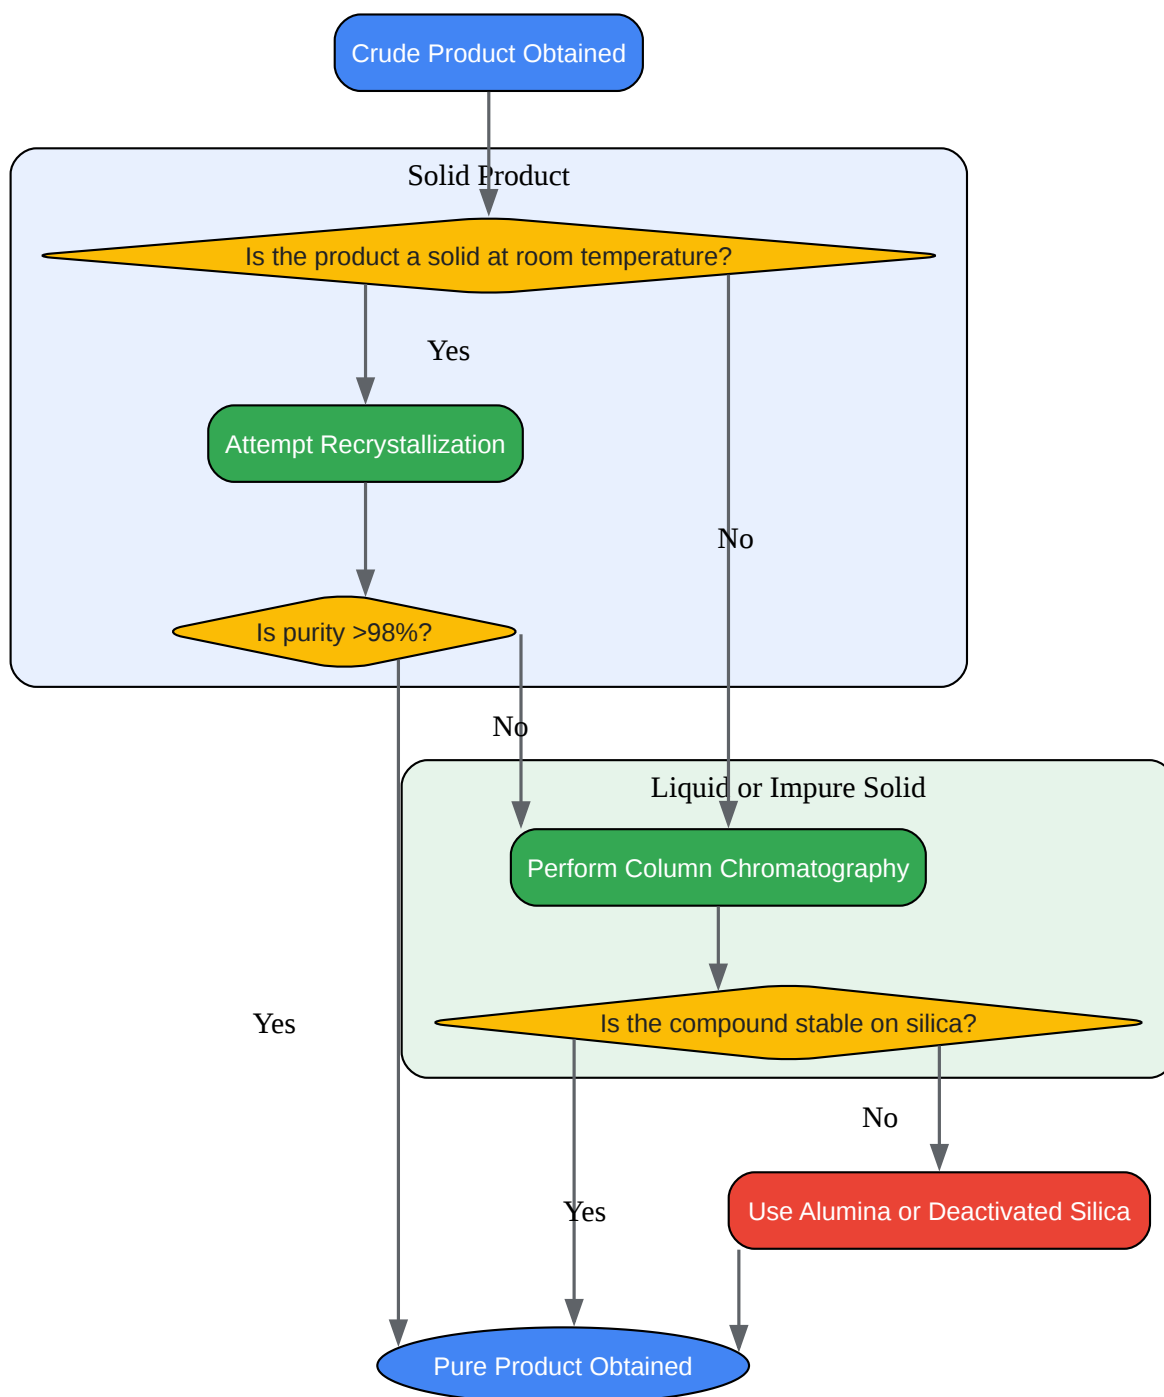 Crude Product Obtained
Solid Product
Is the product a solid at room temperature?
Yes
Attempt Recrystallization
No
Is purity >98%?
No
Liquid or Impure Solid
Perform Column Chromatography
Is the compound stable on silica?
Yes
No
Use Alumina or Deactivated Silica
Yes
Pure Product Obtained